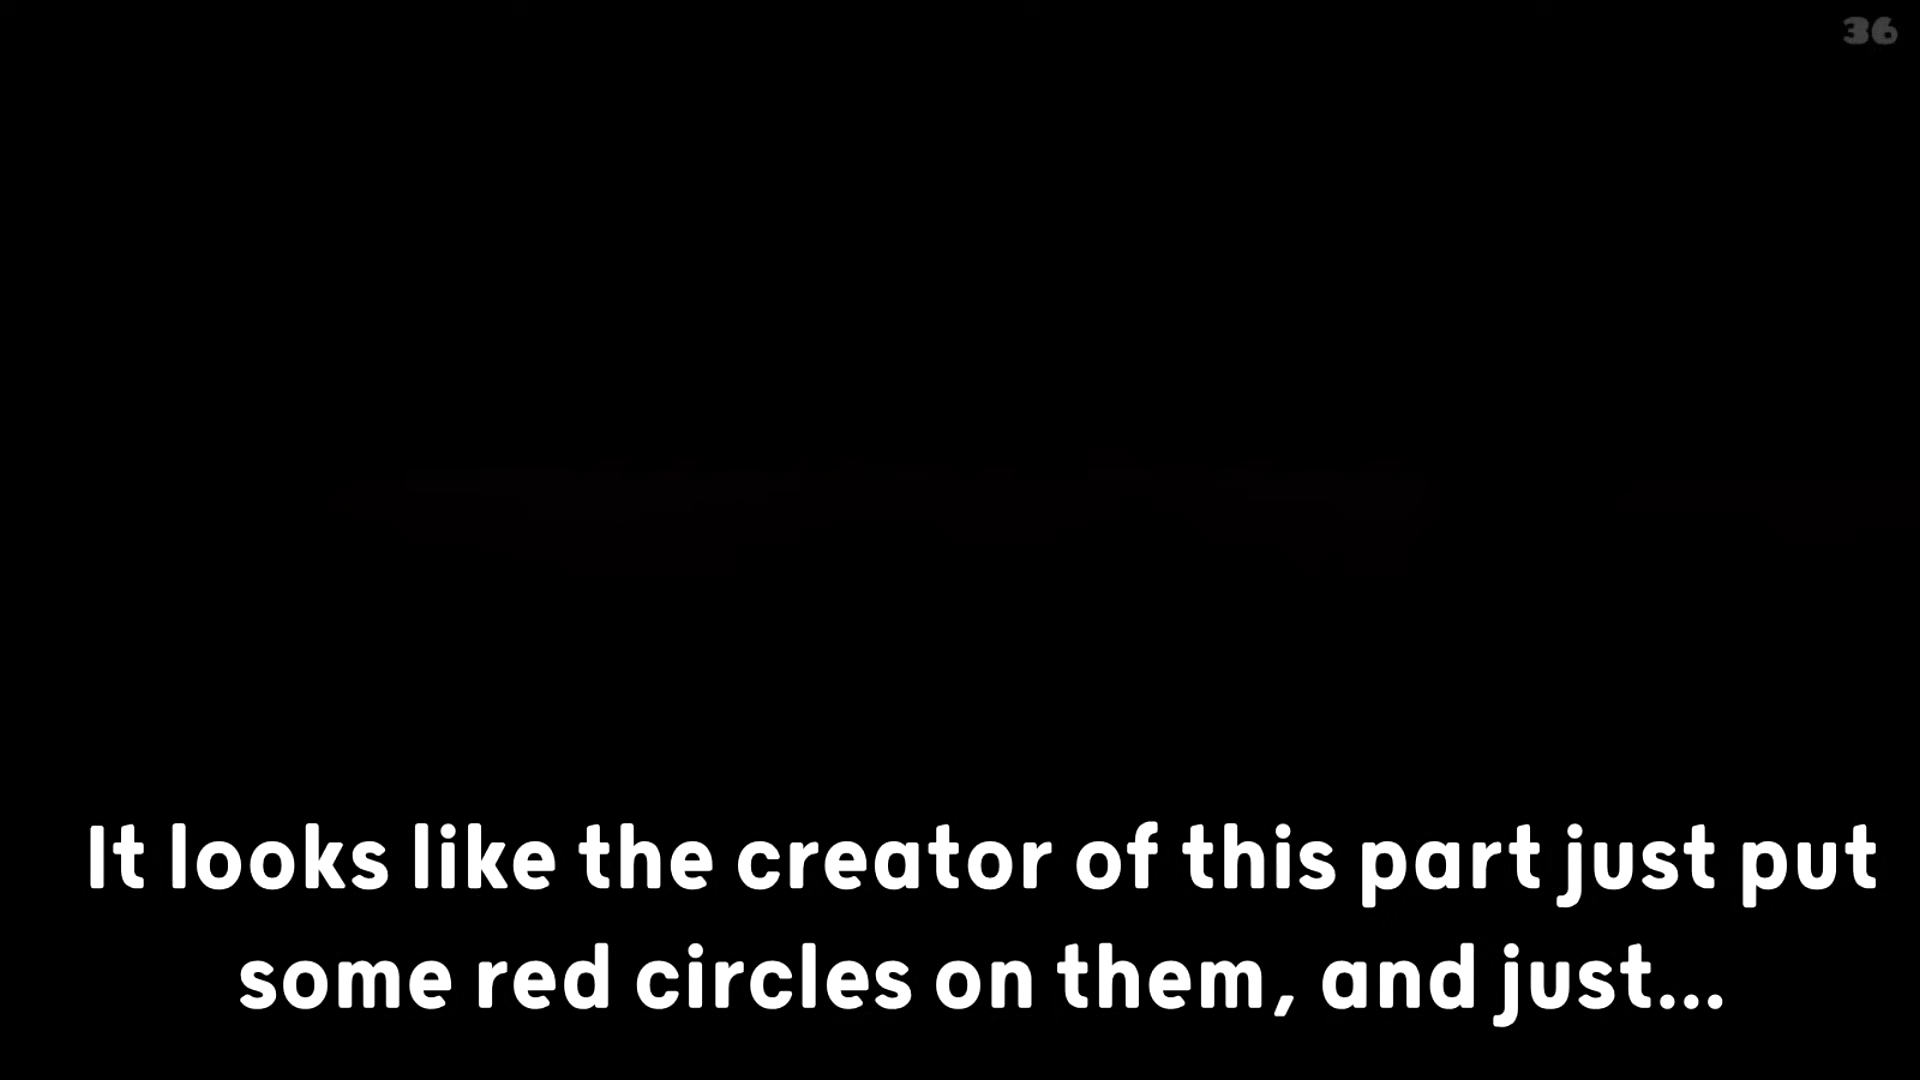 36
It looks like the creator of this part just put
some red circles on them, and just...